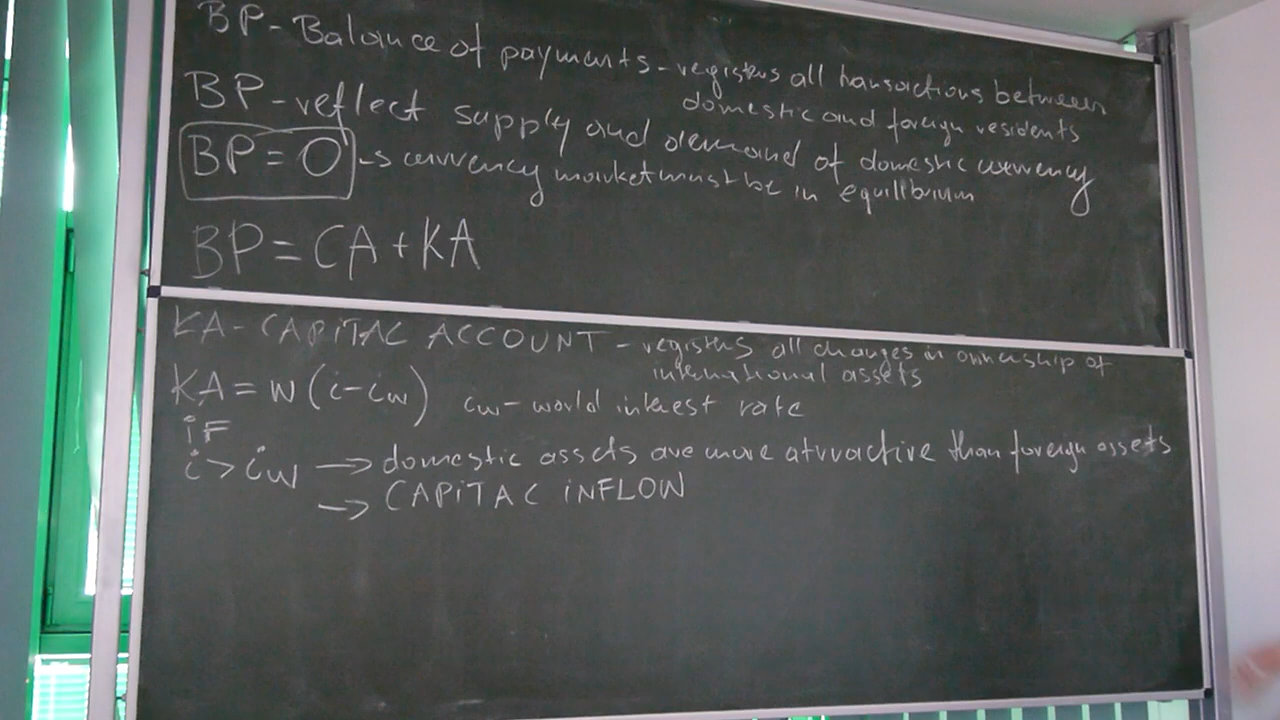 BP - Balance of payments - registers all transactions between
domestic and foreign residents
BP - reflect supply and demand of domestic currency
BP = 0 -> currency market must be in equilibrium
BP = CA + KA
KA - CAPiTAL ACCOUNT - registers all changes in ownership of
international assets
KA = w (i - iw) iw - world interest rate
iF
i > iw → domestic assets are more atvractive than foreign assets
→ CAPiTAL iNFLOW